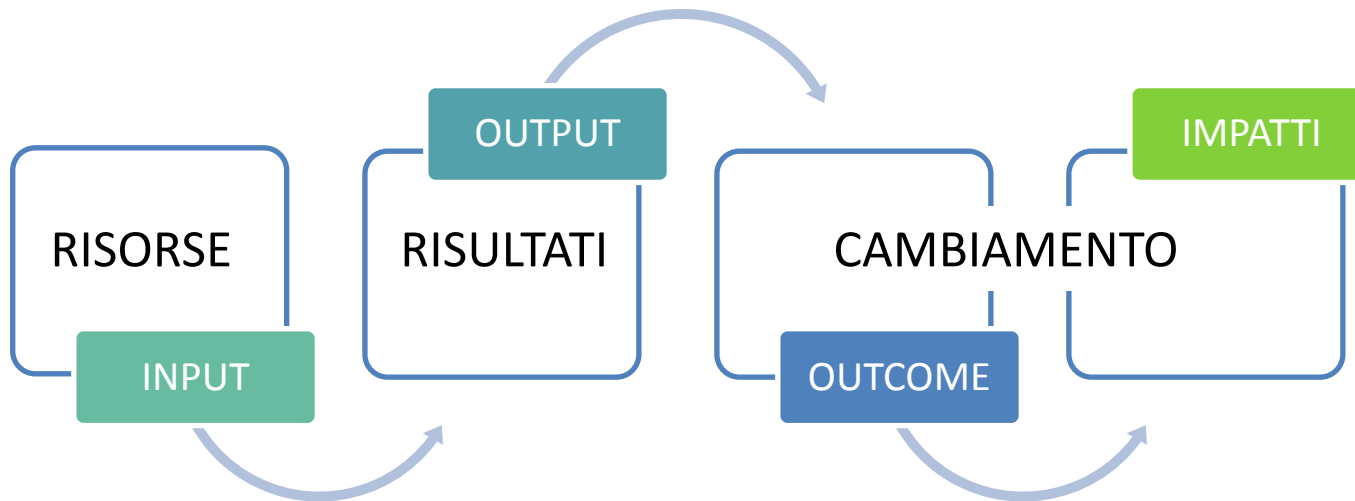 RISORSE
INPUT
OUTPUT
RISULTATI
CAMBIAMENTO
OUTCOME
IMPATTI